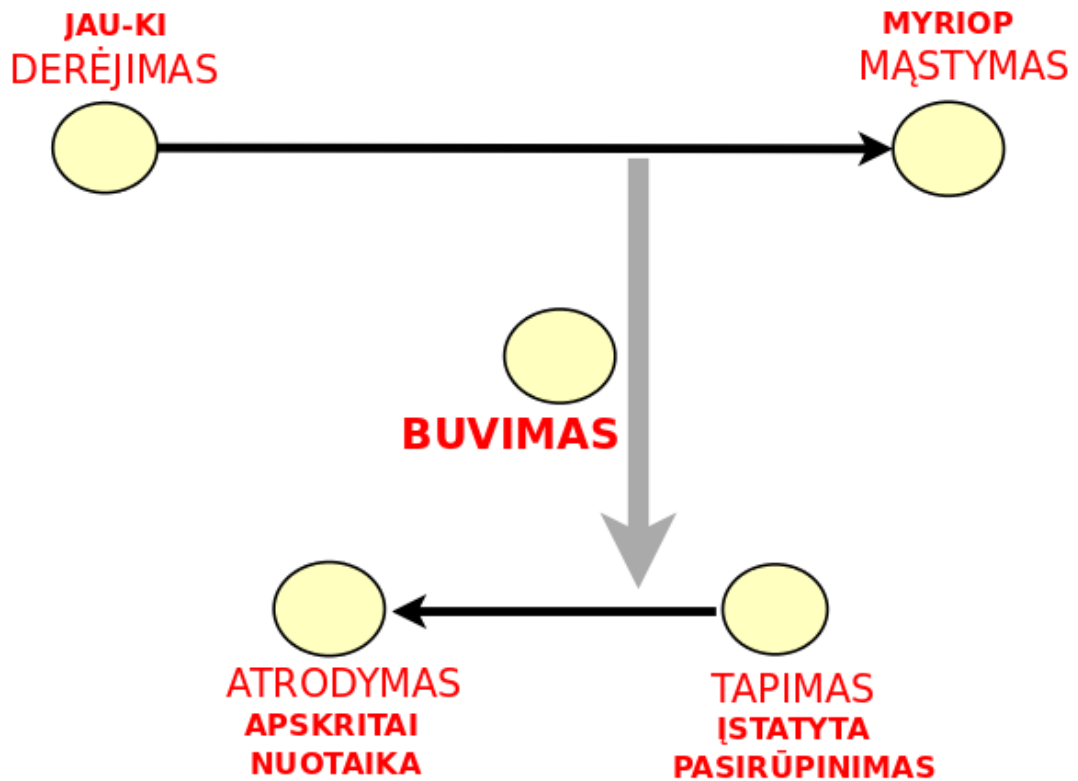 JAU-KI
DERĖJIMAS
MYRIOP
MĄSTYMAS
BUVIMAS
ATRODYMAS
APSKRITAI
NUOTAIKA
TAPIMAS
ĮSTATYTA
PASIRŪPINIMAS